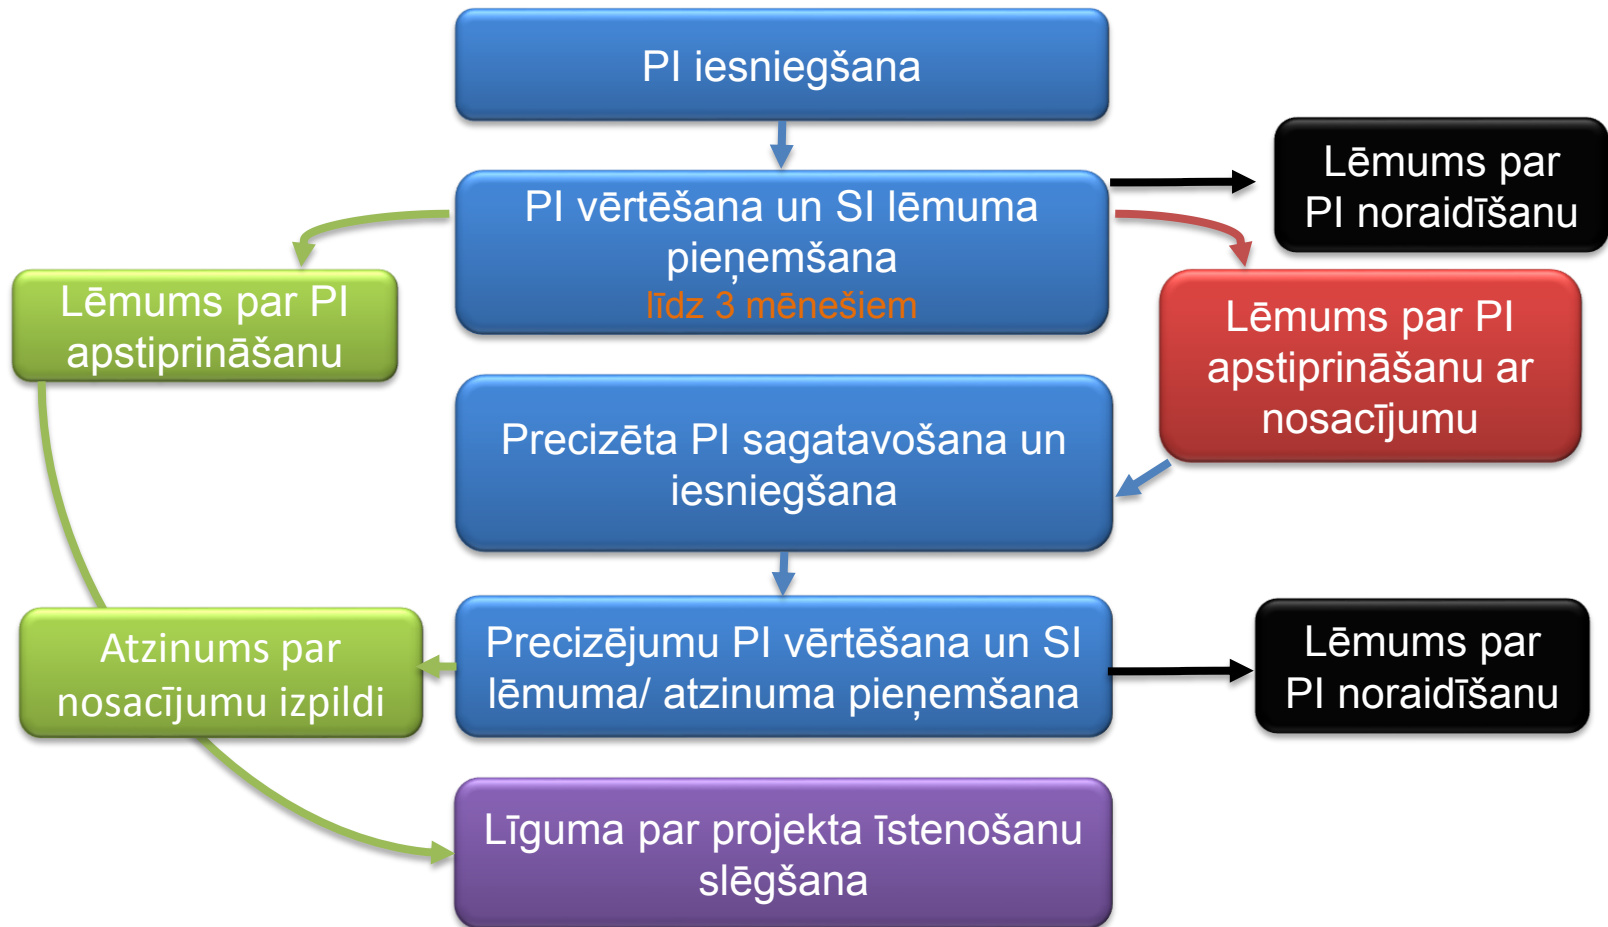 PI iesniegšana
PI vērtēšana un SI lēmuma
pieņemšana
līdz 3 mēnešiem
Lēmums par
PI noraidīšanu
Lēmums par PI
apstiprināšanu
Lēmums par PI
apstiprināšanu ar
nosacījumu
Precizēta PI sagatavošana un
iesniegšana
Atzinums par
nosacījumu izpildi
Precizējumu PI vērtēšana un SI
lēmuma/ atzinuma pieņemšana
Lēmums par
PI noraidīšanu
Līguma par projekta īstenošanu
slēgšana